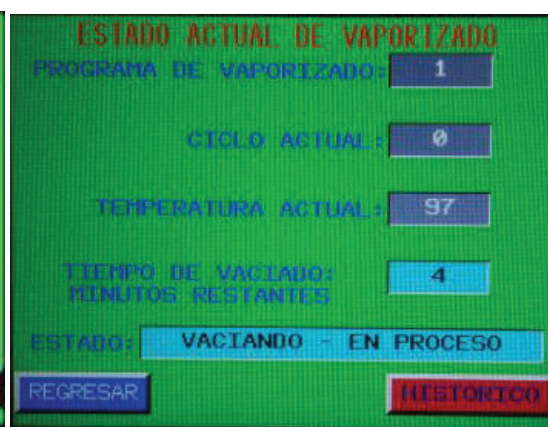 ESTADO ACTUAL DE VAPORIZADO
PROGRAMA DE VAPORIZADO: 1
CICLO ACTUAL: 0
TEMPERATURA ACTUAL: 97
TIEMPO DE VACIADO: 4
MINUTOS RESTANTES
ESTADO: VACIANDO - EN PROCESO
REGRESAR HISTORICO